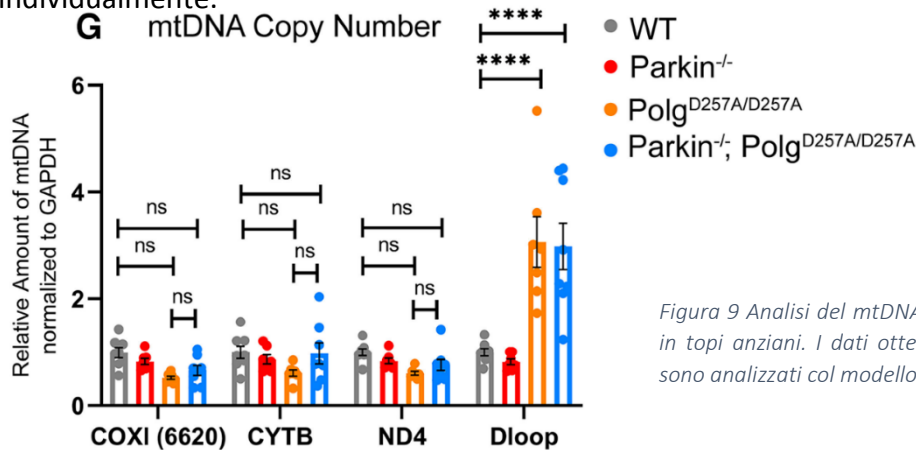 individualmente.
G mtDNA Copy Number
Relative Amount of mtDNA
normalized to GAPDH
6
4
2
0
ns
ns
ns
ns
ns
ns
ns
ns
ns
****
****
COXI (6620) CYTB ND4 Dloop
WT
Parkin-/-
PolgD257A/D257A
Parkin-/-; PolgD257A/D257A
Figura 9 Analisi del mtDNA
in topi anziani. I dati otte
sono analizzati col modello